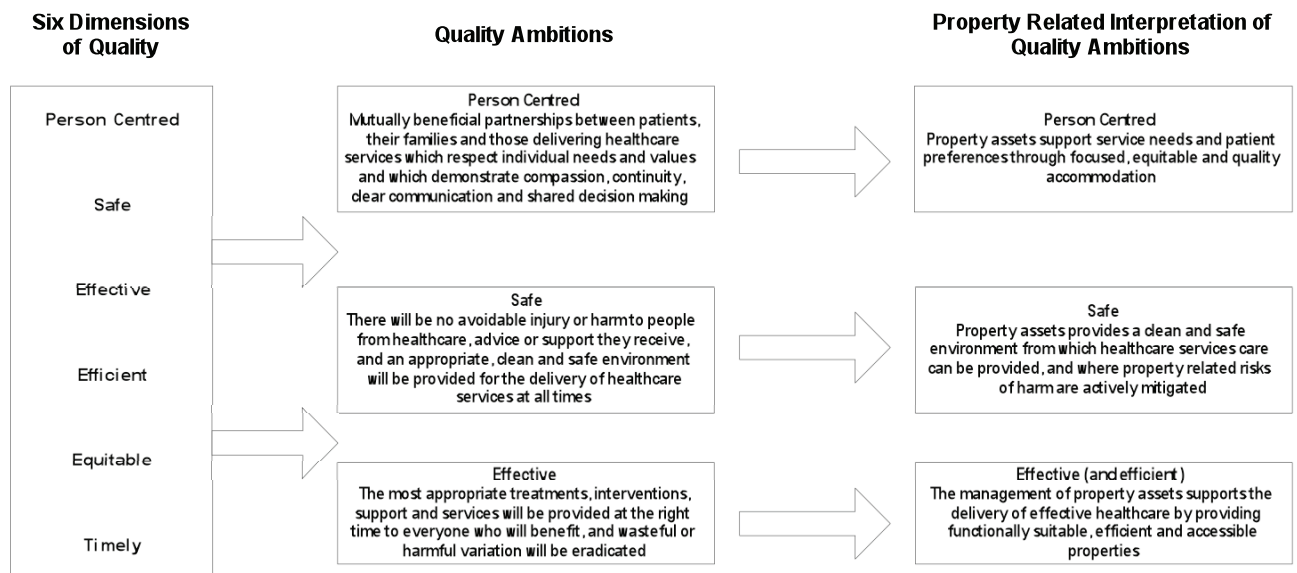 Six Dimensions
of Quality
Quality Ambitions
Property Related Interpretation of
Quality Ambitions
Person Centred
Safe
Effective
Efficient
Equitable
Timely
Person Centred
Mutually beneficial partnerships between patients,
their families and those delivering healthcare
services which respect individual needs and values
and which demonstrate compassion, continuity,
clear communication and shared decision making
Safe
There will be no avoidable injury or harm to people
from healthcare, advice or support they receive,
and an appropriate, clean and safe environment
will be provided for the delivery of healthcare
services at all times
Effective
The most appropriate treatments, interventions,
support and services will be provided at the right
time to everyone who will benefit, and wasteful or
harmful variation will be eradicated
Person Centred
Property assets support service needs and patient
preferences through focused, equitable and quality
accommodation
Safe
Property assets provides a clean and safe
environment from which healthcare services care
can be provided, and where property related risks
of harm are actively mitigated
Effective (and efficient)
The management of property assets supports the
delivery of effective healthcare by providing
functionally suitable, efficient and accessible
properties